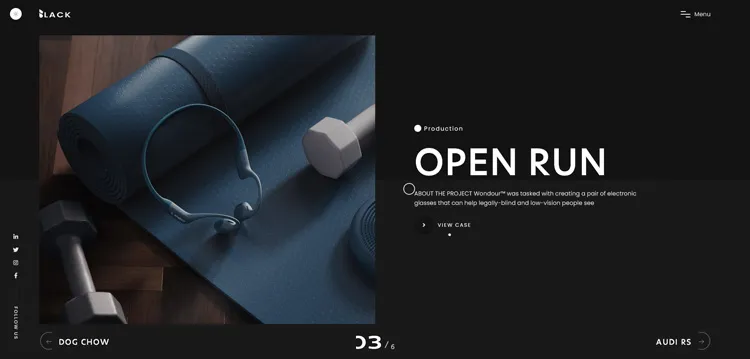 BLACK
Menu
Production
OPEN RUN
ABOUT THE PROJECT Wondour™ was tasked with creating a pair of electronic
glasses that can help legally-blind and low-vision people see
VIEW CASE
FOLLOW US
DOG CHOW
03 / 6
AUDI RS